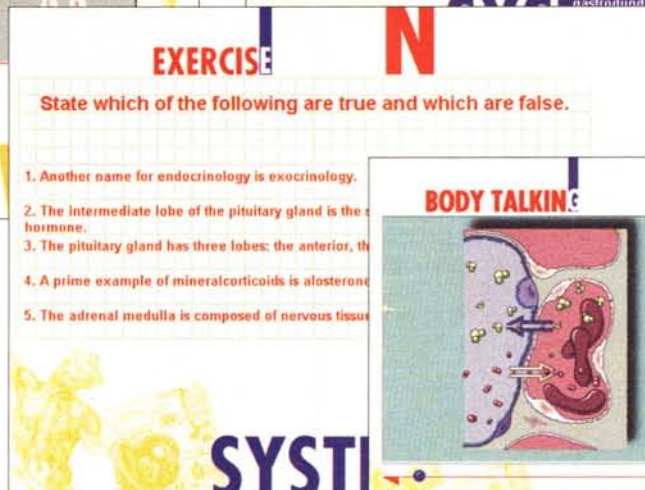 EXERCISE
N
State which of the following are true and which are false.
1. Another name for endocrinology is exocrinology.
2. The intermediate lobe of the pituitary gland is the
hormone.
3. The pituitary gland has three lobes: the anterior,
4. A prime example of mineralcorticoids is alosterone
5. The adrenal medulla is composed of nervous tissue
BODY TALKING